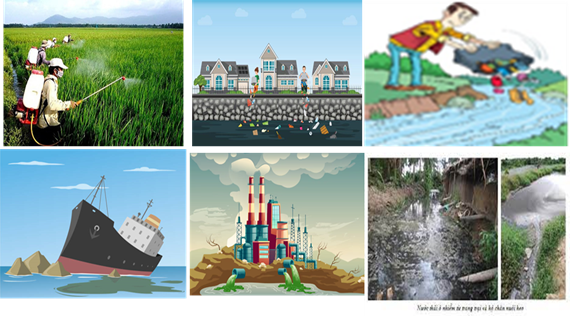 Nước thải ô nhiễm từ trang trại và hộ chăn nuôi heo